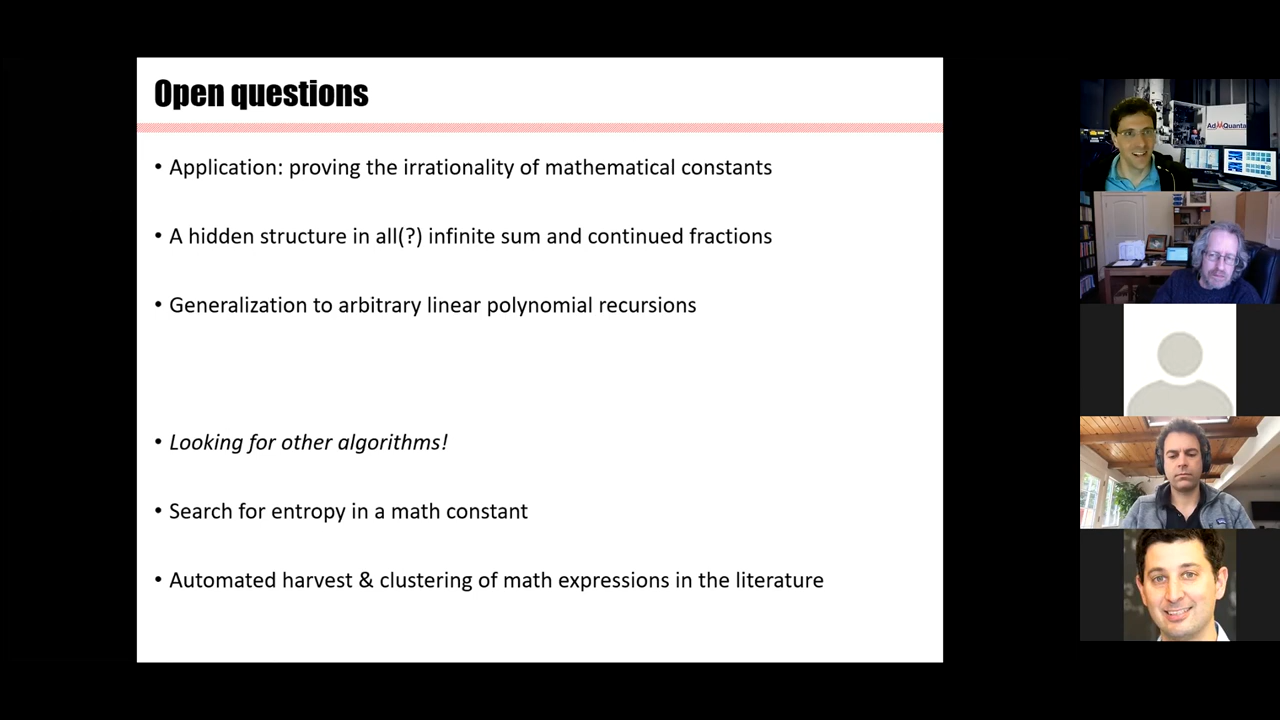 Open questions
• Application: proving the irrationality of mathematical constants
• A hidden structure in all(?) infinite sum and continued fractions
• Generalization to arbitrary linear polynomial recursions
• Looking for other algorithms!
• Search for entropy in a math constant
• Automated harvest & clustering of math expressions in the literature
AdQuanta